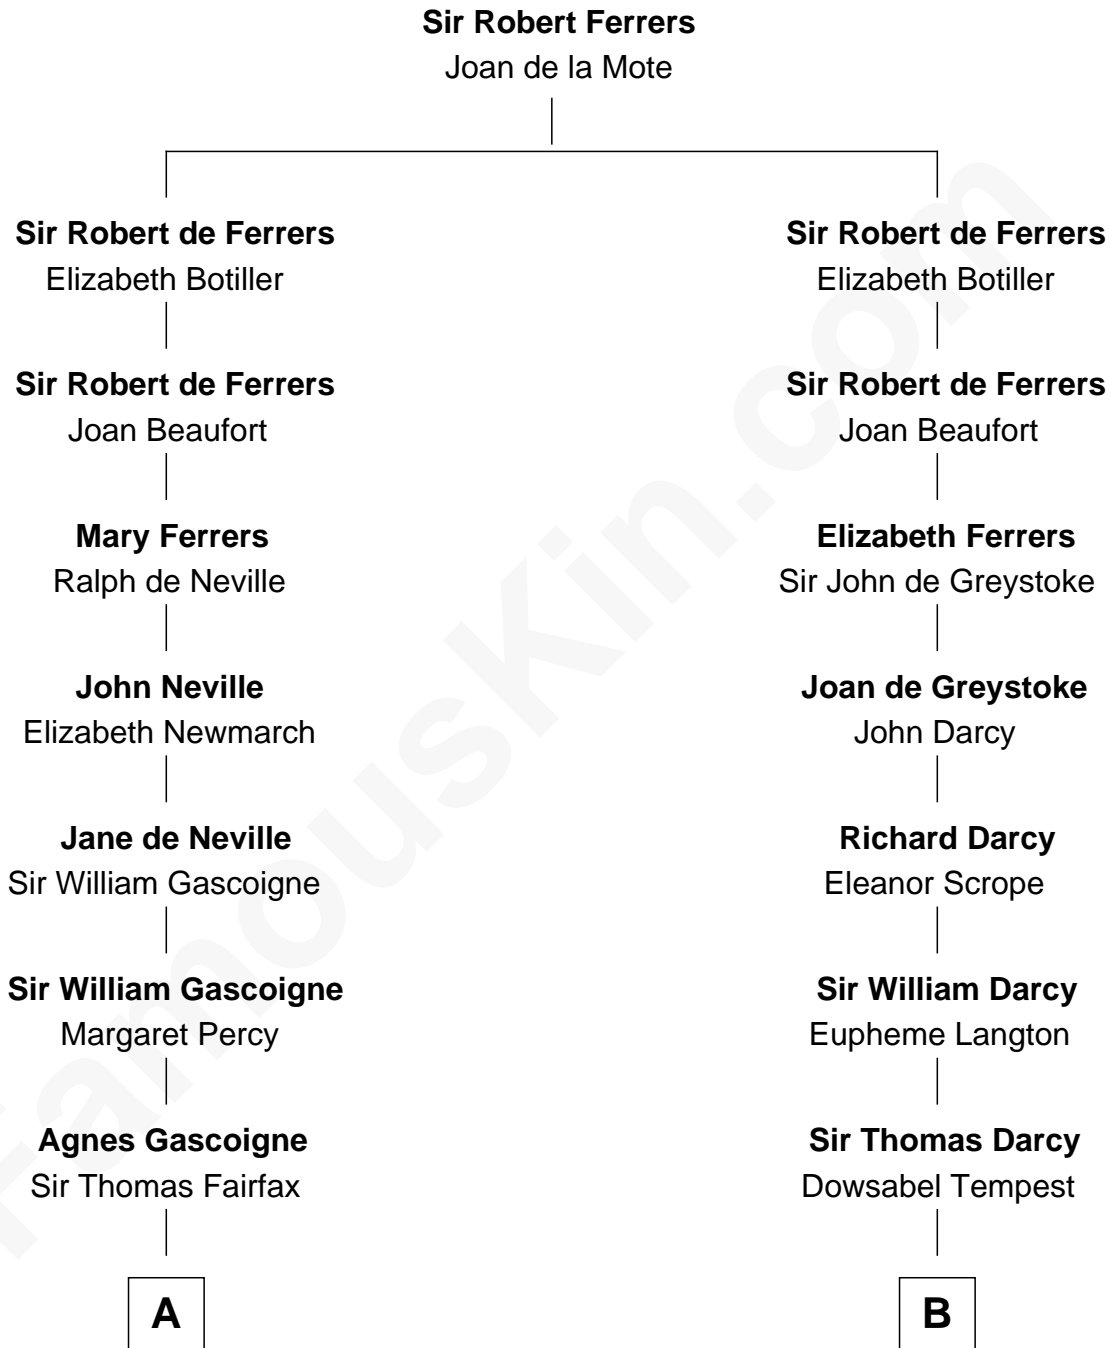 Sir Robert Ferrers
Joan de la Mote
Sir Robert de Ferrers
Elizabeth Botiller
Sir Robert de Ferrers
Elizabeth Botiller
Sir Robert de Ferrers
Joan Beaufort
Sir Robert de Ferrers
Joan Beaufort
Mary Ferrers
Ralph de Neville
Elizabeth Ferrers
Sir John de Greystoke
John Neville
Elizabeth Newmarch
Joan de Greystoke
John Darcy
Jane de Neville
Sir William Gascoigne
Richard Darcy
Eleanor Scrope
Sir William Gascoigne
Margaret Percy
Sir William Darcy
Eupheme Langton
Agnes Gascoigne
Sir Thomas Fairfax
Sir Thomas Darcy
Dowsabel Tempest
A
B
FamousKin.com